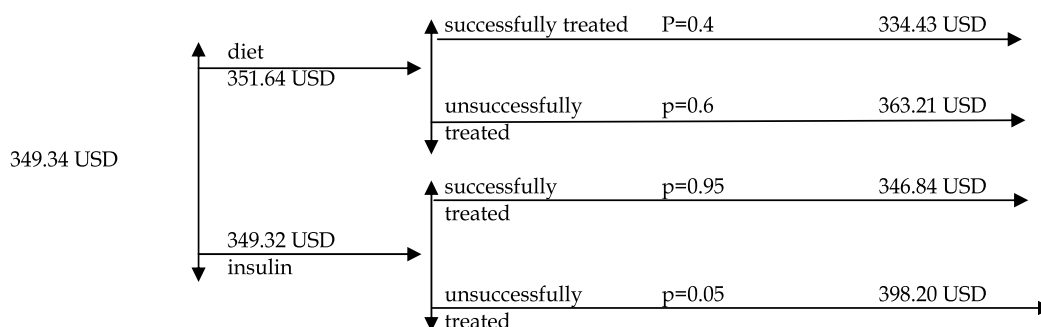 successfully treated P=0.4 334.43 USD
diet
351.64 USD
unsuccessfully p=0.6 363.21 USD
treated
349.34 USD
successfully p=0.95 346.84 USD
treated
349.32 USD
insulin
unsuccessfully p=0.05 398.20 USD
treated